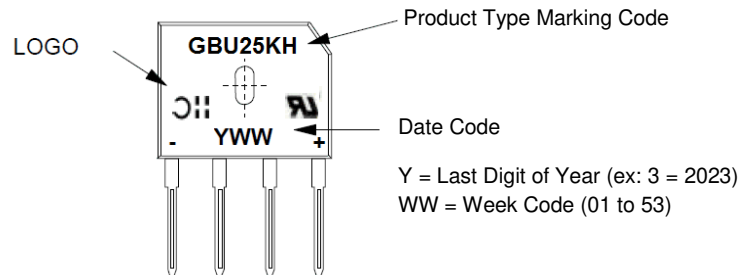 Product Type Marking Code
LOGO
GBU25KH
YWW
- +
Date Code
Y = Last Digit of Year (ex: 3 = 2023)
WW = Week Code (01 to 53)